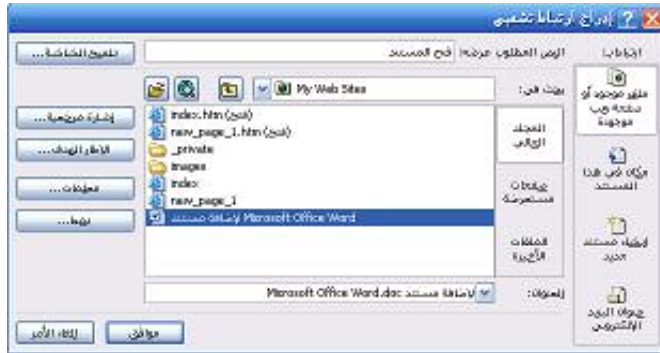 إدراج ارتباط تشعبي
ارتباط بـ:
النص المطلوب عرضه: فتح المستند
تلميح الشاشة...
ملف موجود أو صفحة ويب موجودة
مكان في هذا المستند
إنشاء مستند جديد
عنوان البريد الإلكتروني
بحث في:
My Web Sites
المجلد الحالي
صفحات مستعرضة
الملفات الأخيرة
index.htm (فتح)
new_page_1.htm (فتح)
_private
images
index
new_page_1
لإضافة مستند Microsoft Office Word
إشارة مرجعية...
الإطار الهدف...
معلمات...
نمط...
العنوان:
لإضافة مستند Microsoft Office Word.doc
موافق
إلغاء الأمر